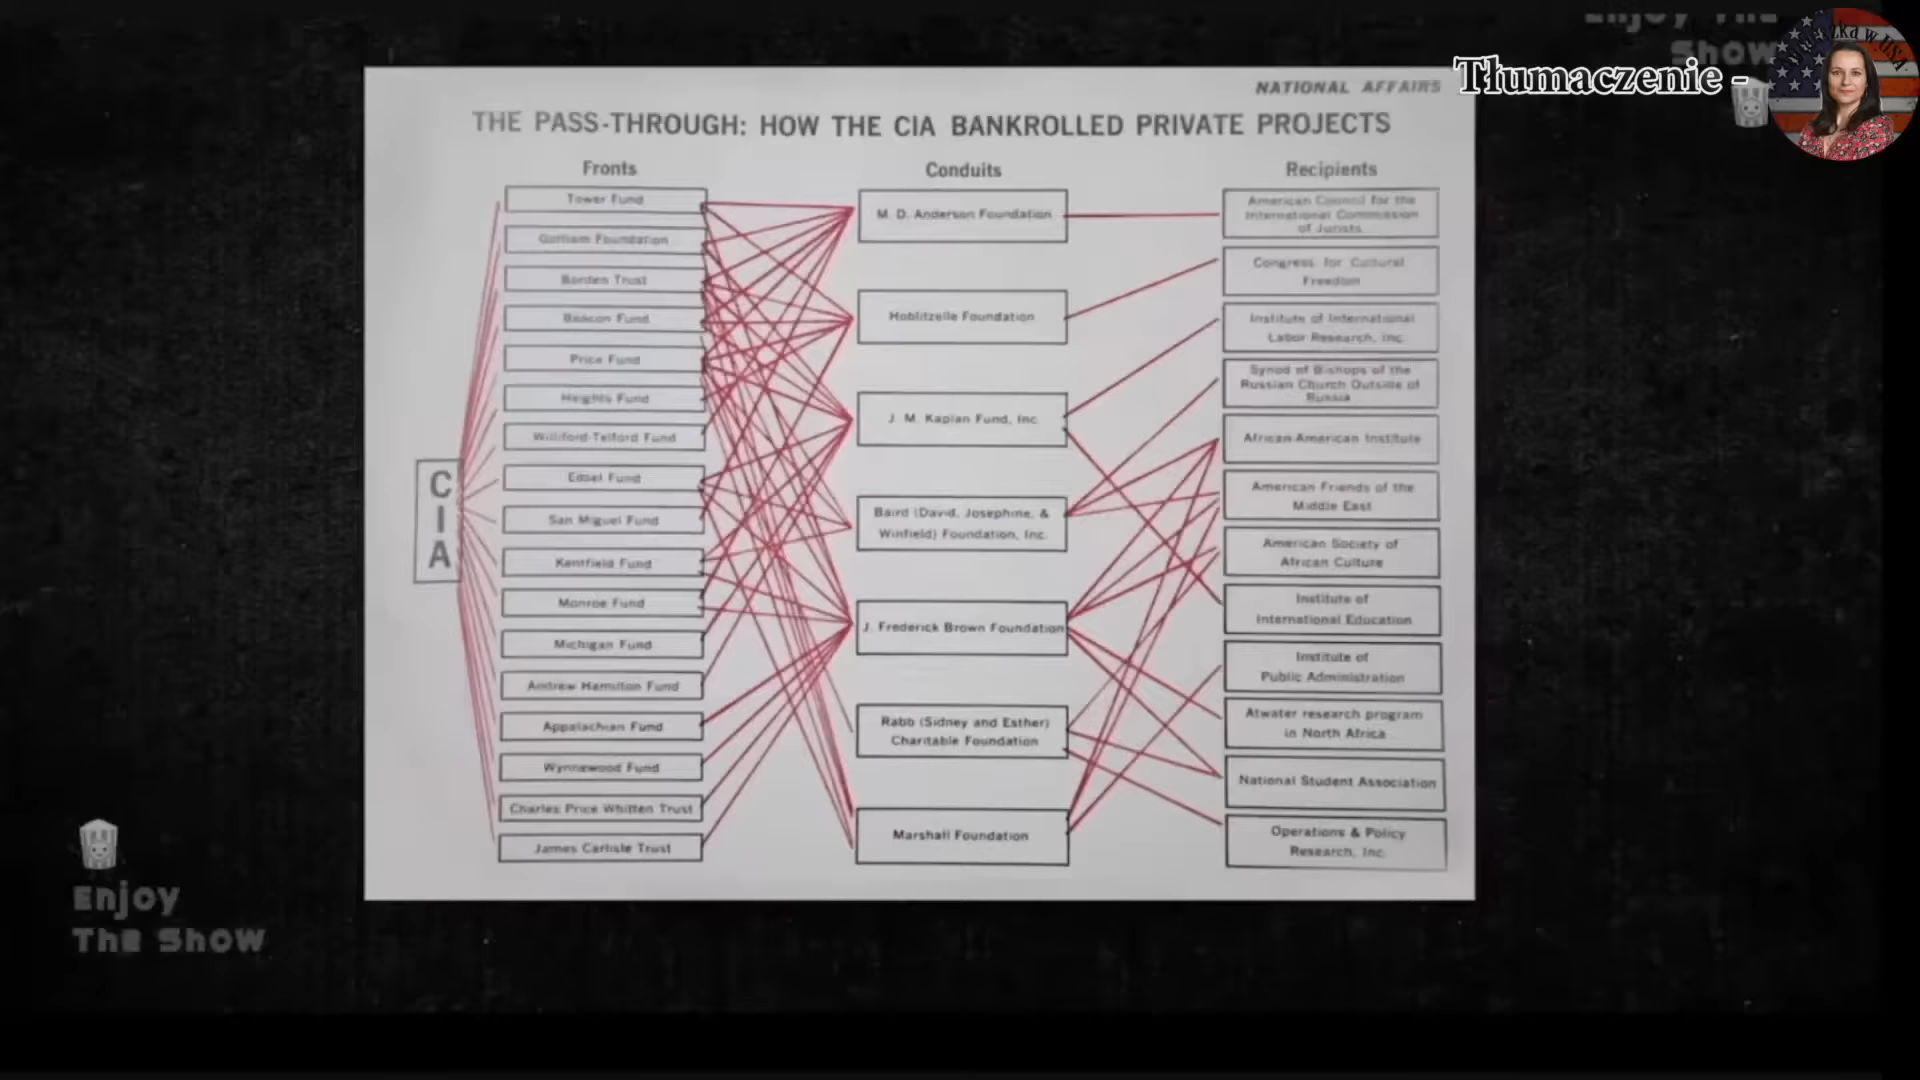 Enjoy The
Show
Tłumaczenie -
NATIONAL AFFAIRS
THE PASS-THROUGH: HOW THE CIA BANKROLLED PRIVATE PROJECTS
Fronts
Conduits
Recipients
CIA
Tower Fund
Gotham Foundation
Borden Trust
Beacon Fund
Price Fund
Heights Fund
Williford-Telford Fund
Edsel Fund
San Miguel Fund
Kentfield Fund
Monroe Fund
Michigan Fund
Andrew Hamilton Fund
Appalachian Fund
Wynnewood Fund
Charles Price Whitten Trust
James Carlisle Trust
M. D. Anderson Foundation
Hoblitzelle Foundation
J. M. Kaplan Fund, Inc.
Baird (David, Josephine, &
Winfield) Foundation, Inc.
J. Frederick Brown Foundation
Rabb (Sidney and Esther)
Charitable Foundation
Marshall Foundation
American Council for the
International Commission
of Jurists
Congress for Cultural
Freedom
Institute of International
Labor Research, Inc.
Synod of Bishops of the
Russian Church Outside of
Russia
African-American Institute
American Friends of the
Middle East
American Society of
African Culture
Institute of
International Education
Institute of
Public Administration
Atwater research program
in North Africa
National Student Association
Operations & Policy
Research, Inc.
Enjoy
The Show